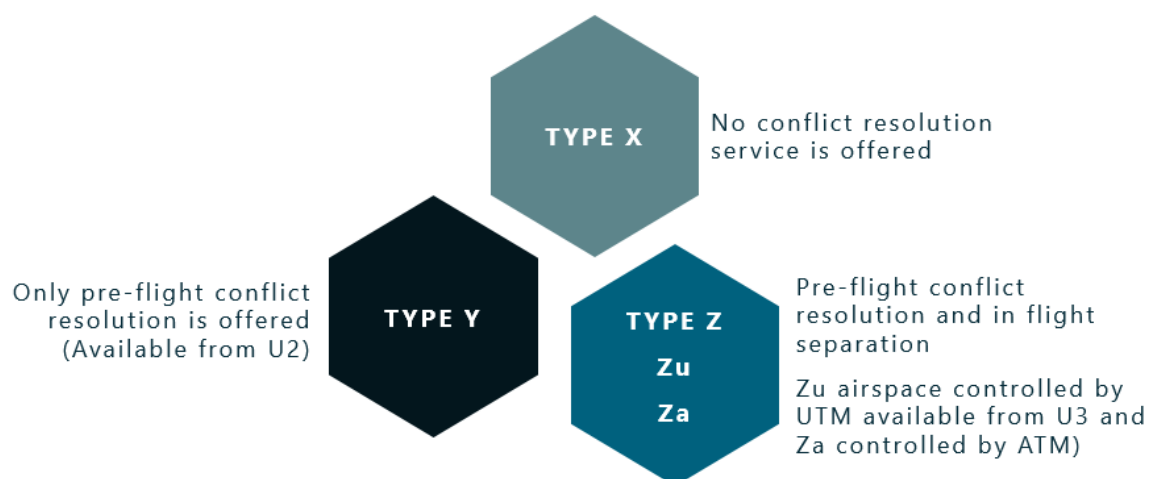 TYPE X
No conflict resolution
service is offered
Only pre-flight conflict
resolution is offered
(Available from U2)
TYPE Y
TYPE Z
Zu
Za
Pre-flight conflict
resolution and in flight
separation
Zu airspace controlled by
UTM available from U3 and
Za controlled by ATM)